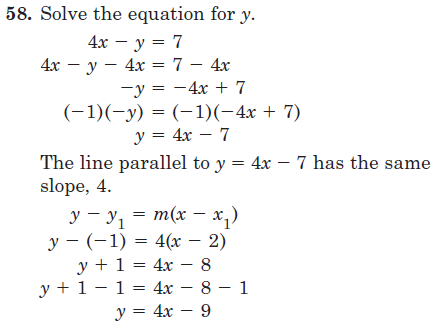 58. Solve the equation for y.
4x − y = 7
4x − y − 4x = 7 − 4x
−y = −4x + 7
(−1)(−y) = (−1)(−4x + 7)
y = 4x − 7
The line parallel to y = 4x − 7 has the same
slope, 4.
y − y₁ = m(x − x₁)
y − (−1) = 4(x − 2)
y + 1 = 4x − 8
y + 1 − 1 = 4x − 8 − 1
y = 4x − 9